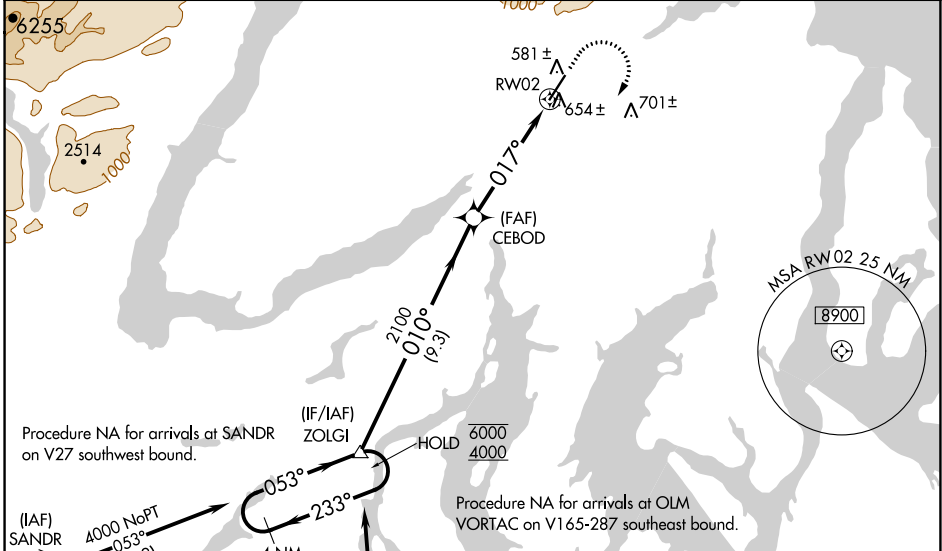 6255
1000
581 ±
RW02
654±
701±
2514
1000
017°
(FAF)
CEBOD
MSA RW02 25 NM
8900
2100
010°
(9.3)
(IF/IAF)
ZOLGI
HOLD
6000
4000
Procedure NA for arrivals at SANDR
on V27 southwest bound.
053°
233°
Procedure NA for arrivals at OLM
VORTAC on V165-287 southeast bound.
(IAF)
SANDR
4000 NoPT
053°
NM